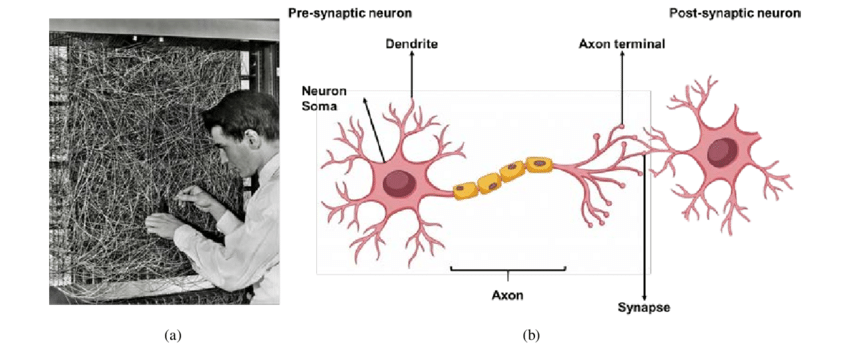 Pre-synaptic neuron
Post-synaptic neuron
Dendrite
Axon terminal
Neuron
Soma
Axon
Synapse
(a)
(b)